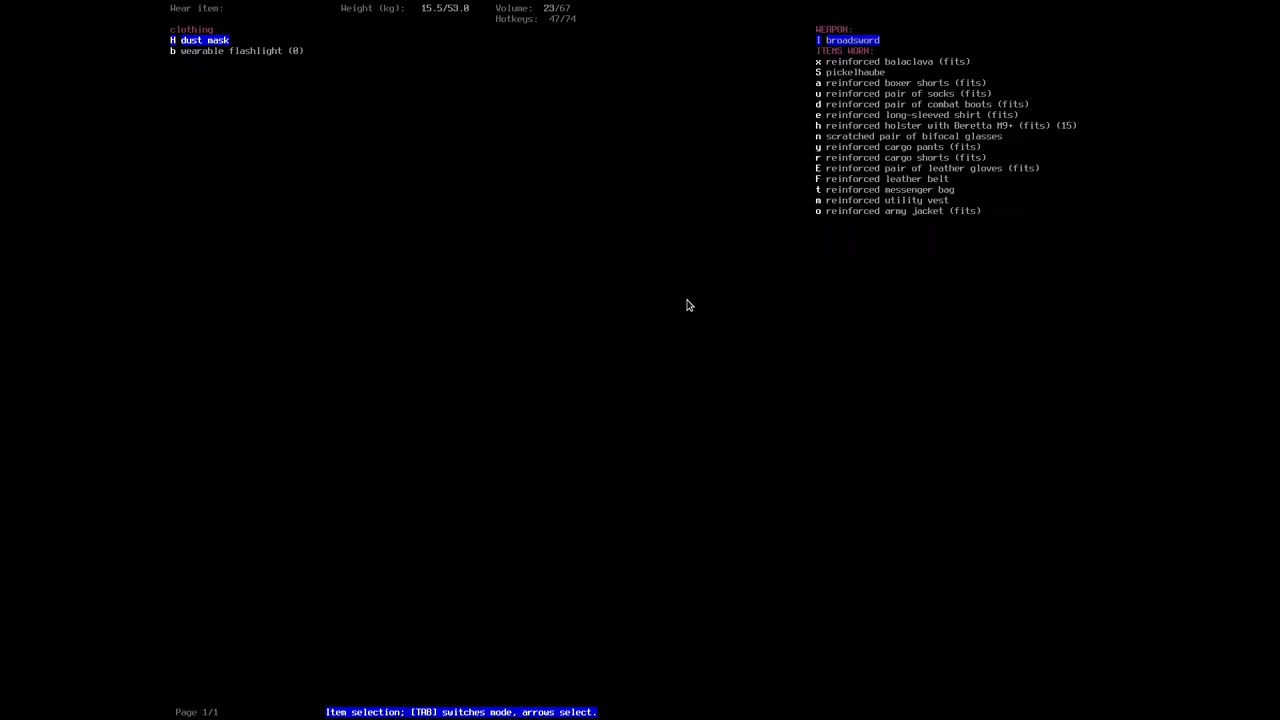 Wear item: Weight (kg): 15.5/53.0 Volume: 23/67
Hotkeys: 47/74
clothing
H dust mask
b wearable flashlight (0)
WEAPON:
I broadsword
ITEMS WORN:
x reinforced balaclava (fits)
S pickelhaube
a reinforced boxer shorts (fits)
u reinforced pair of socks (fits)
d reinforced pair of combat boots (fits)
e reinforced long-sleeved shirt (fits)
h reinforced holster with Beretta M9+ (fits) (15)
n scratched pair of bifocal glasses
y reinforced cargo pants (fits)
r reinforced cargo shorts (fits)
E reinforced pair of leather gloves (fits)
F reinforced leather belt
t reinforced messenger bag
m reinforced utility vest
o reinforced army jacket (fits)
Page 1/1 Item selection; [TAB] switches mode, arrows select.